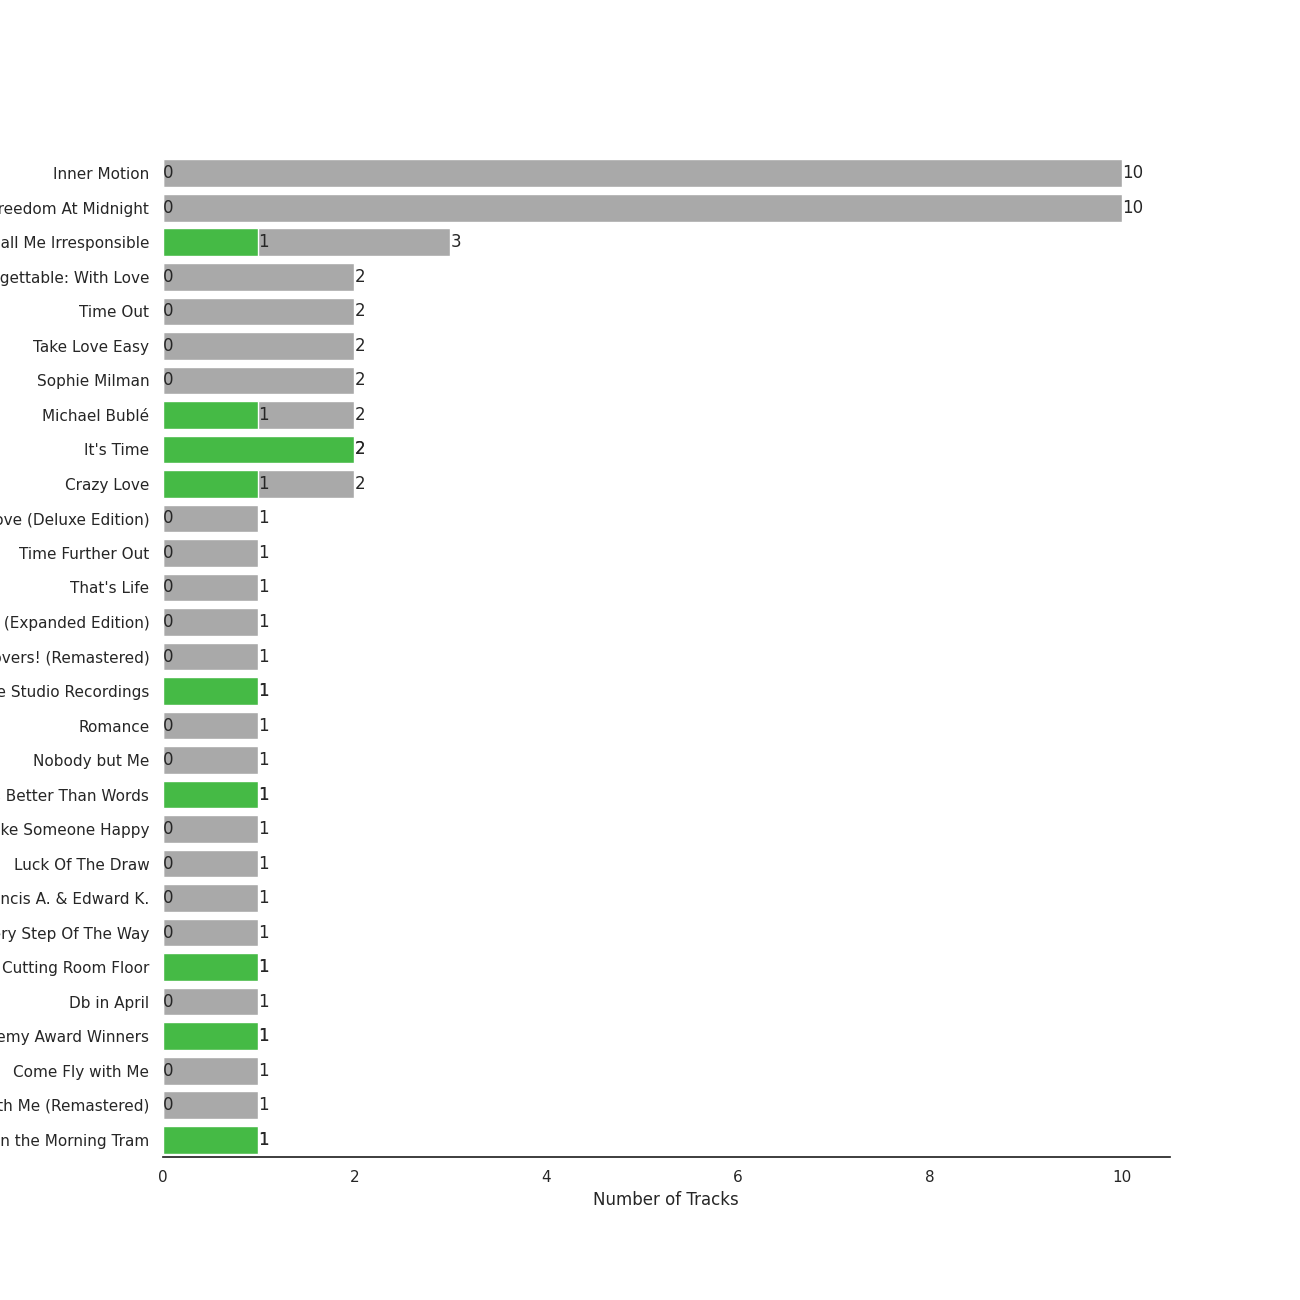 Inner Motion 0 10
reedom At Midnight 0 10
all Me Irresponsible 1 3
gettable: With Love 0 2
Time Out 0 2
Take Love Easy 0 2
Sophie Milman 0 2
Michael Bublé 1 2
It's Time 2
Crazy Love 1 2
ove (Deluxe Edition) 0 1
Time Further Out 0 1
That's Life 0 1
(Expanded Edition) 0 1
overs! (Remastered) 0 1
e Studio Recordings 1
Romance 0 1
Nobody but Me 0 1
Better Than Words 1
ke Someone Happy 0 1
Luck Of The Draw 0 1
ncis A. & Edward K. 0 1
ry Step Of The Way 0 1
Cutting Room Floor 1
Db in April 0 1
emy Award Winners 1
Come Fly with Me 0 1
th Me (Remastered) 0 1
n the Morning Tram 1
0 2 4 6 8 10
Number of Tracks